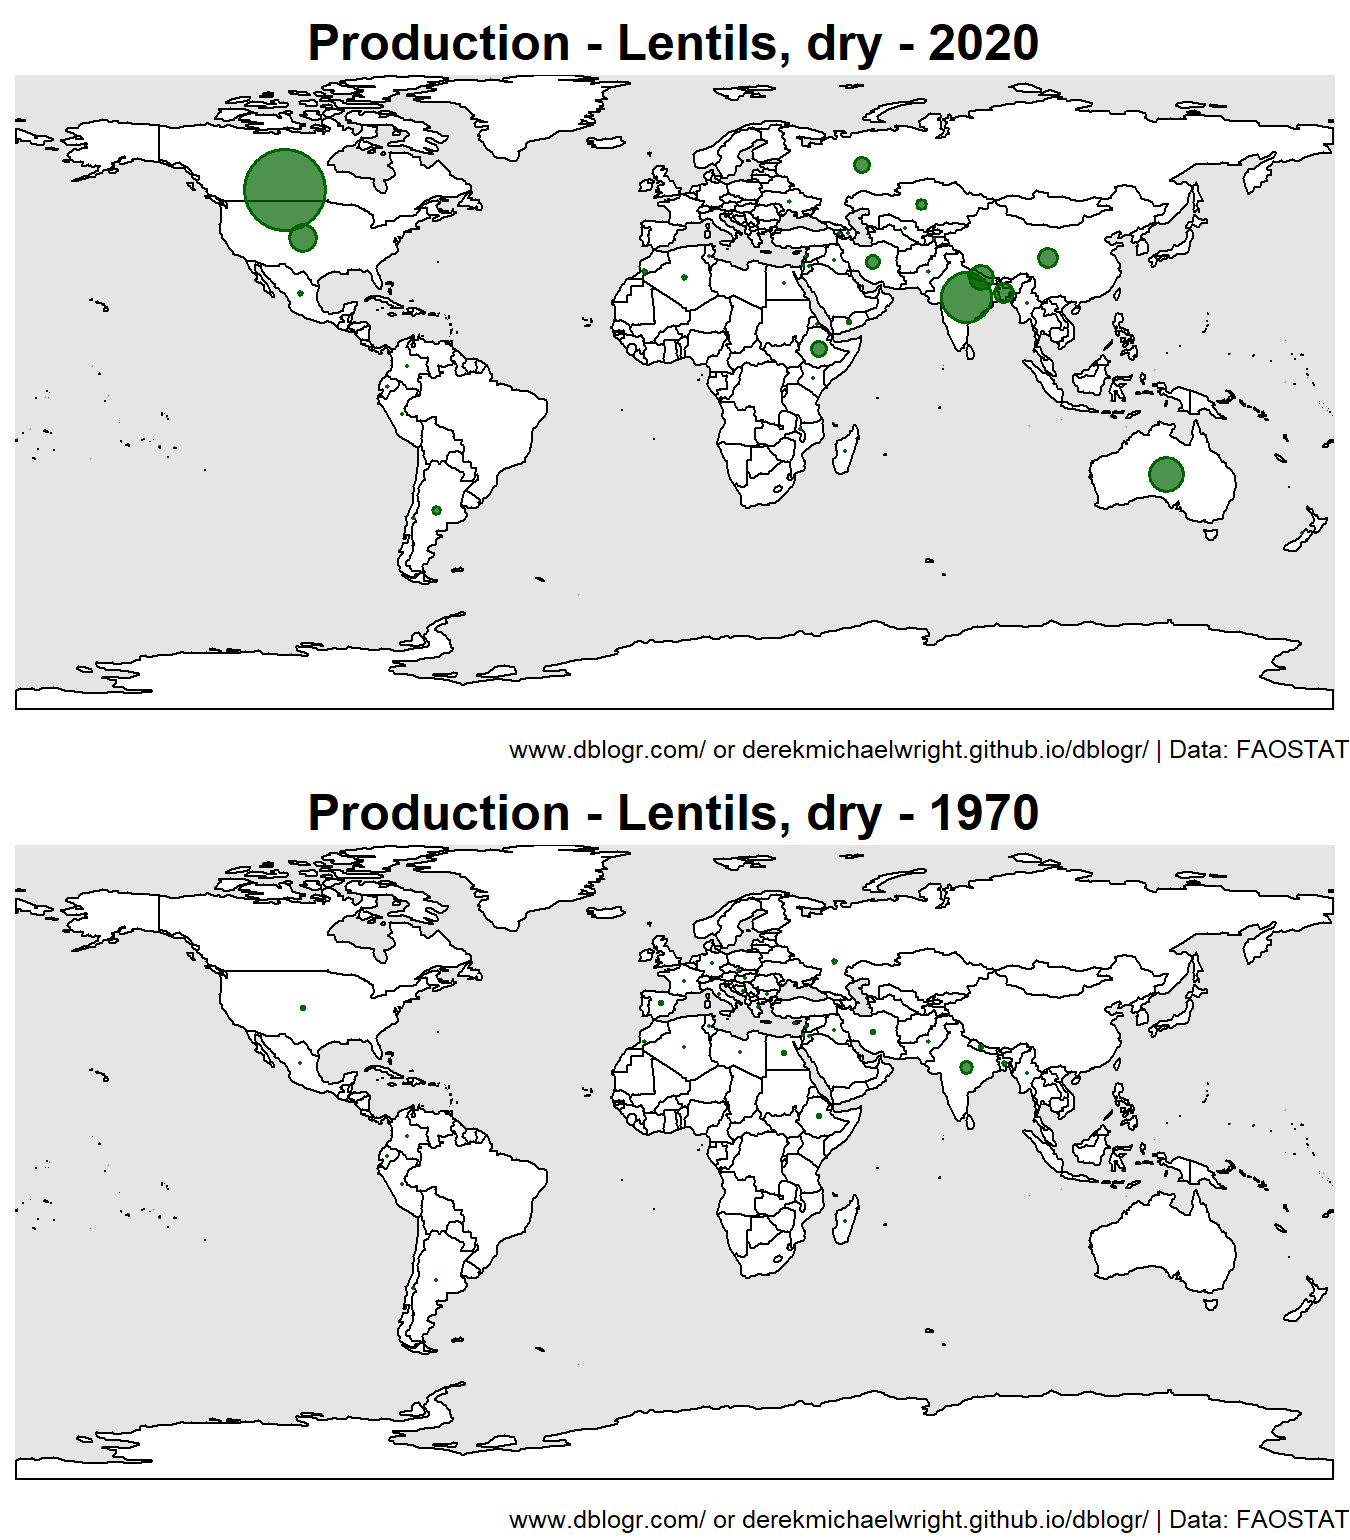 Production - Lentils, dry - 2020
www.dblogr.com/ or derekmichaelwright.github.io/dblogr/ | Data: FAOSTAT
Production - Lentils, dry - 1970
www.dblogr.com/ or derekmichaelwright.github.io/dblogr/ | Data: FAOSTAT